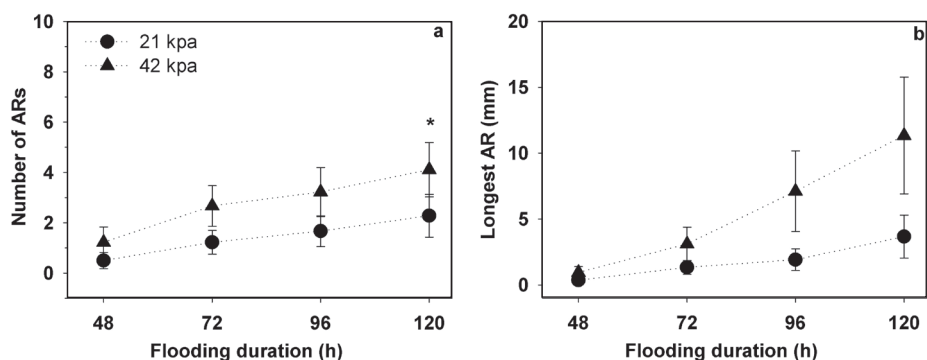 a
21 kpa
42 kpa
*
Number of ARs
10
8
6
4
2
0
48 72 96 120
Flooding duration (h)
b
Longest AR (mm)
20
15
10
5
0
48 72 96 120
Flooding duration (h)